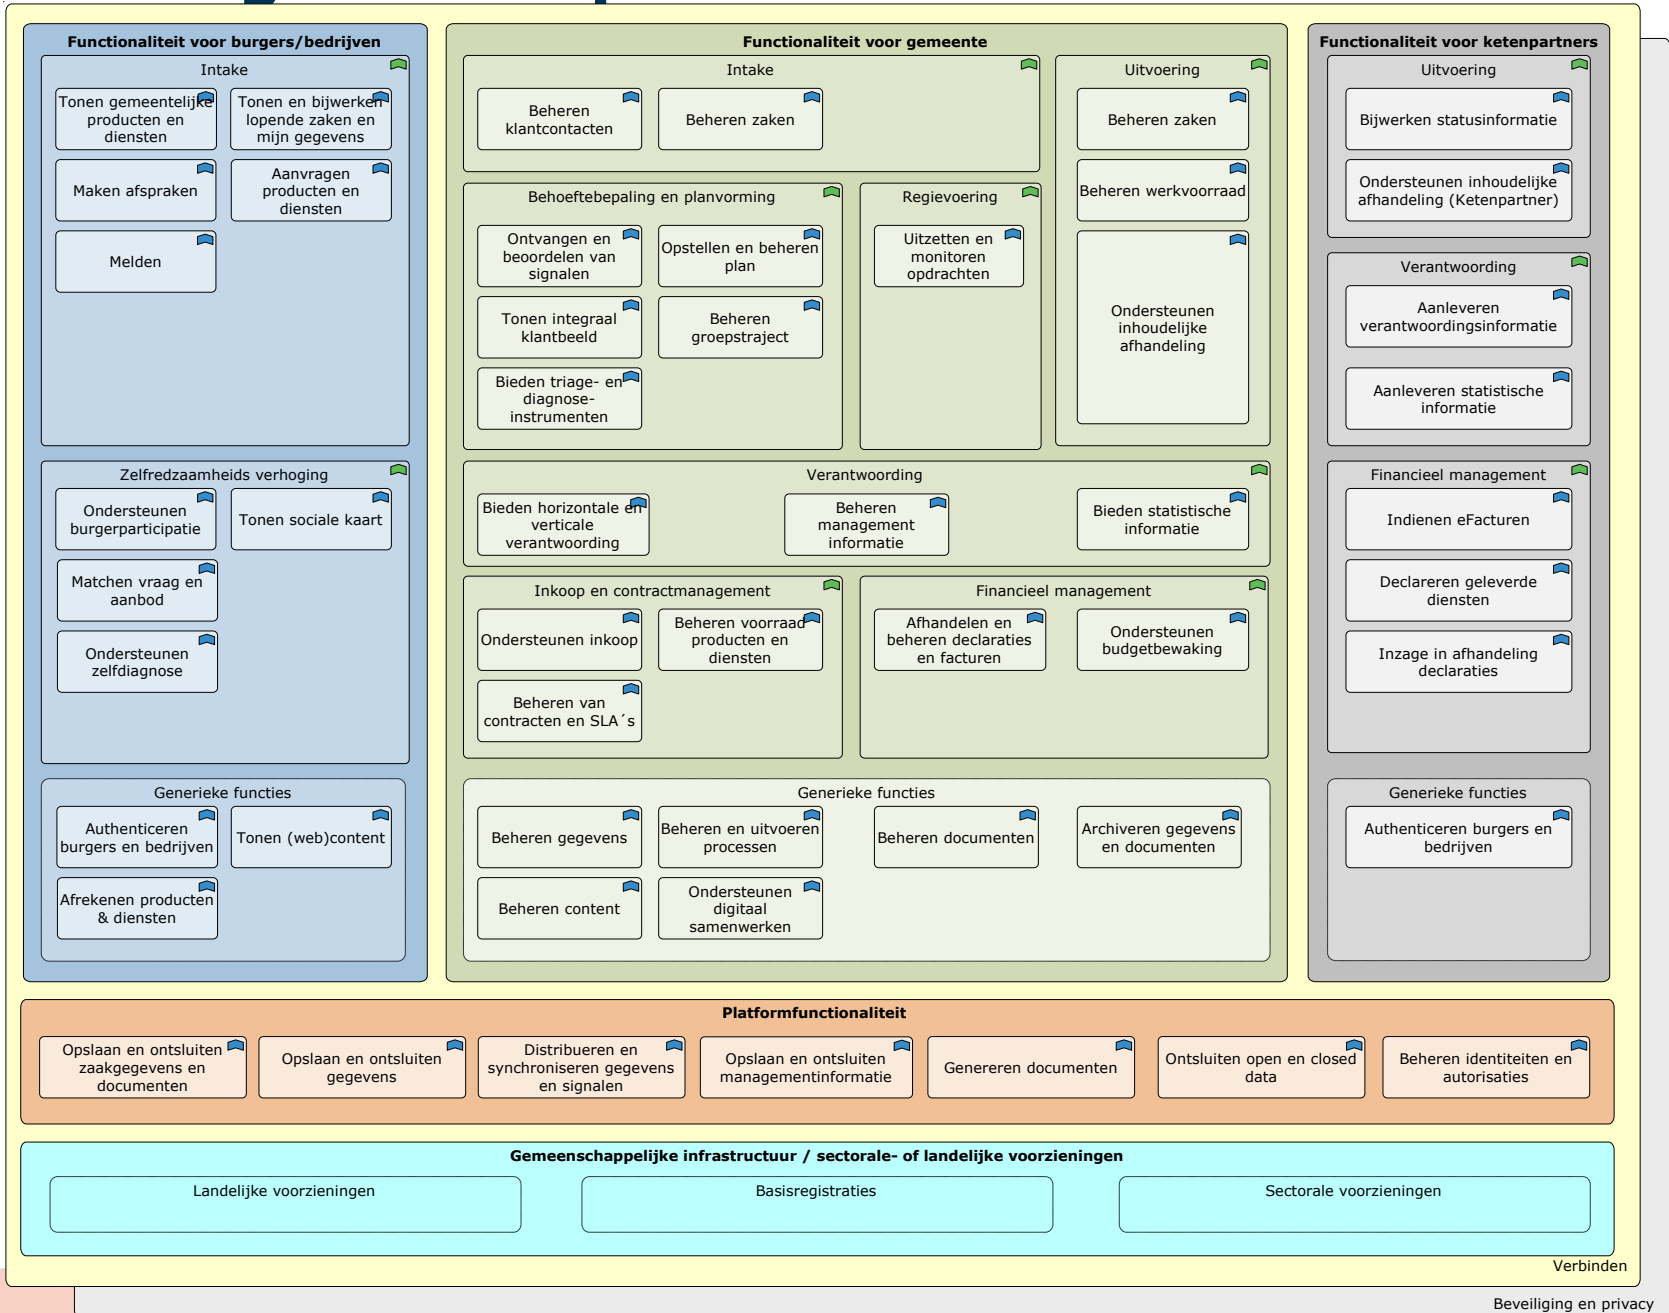 Functionaliteit voor burgers/bedrijven
Intake
Tonen gemeentelijke
producten en
diensten
Tonen en bijwerken
lopende zaken en
mijn gegevens
Maken afspraken
Aanvragen
producten en
diensten
Melden
Zelfredzaamheids verhoging
Ondersteunen
burgerparticipatie
Tonen sociale kaart
Matchen vraag en
aanbod
Ondersteunen
zelfdiagnose
Generieke functies
Authenticeren
burgers en bedrijven
Tonen (web)content
Afrekenen producten
& diensten
Functionaliteit voor gemeente
Intake
Beheren
klantcontacten
Beheren zaken
Behoeftebepaling en planvorming
Ontvangen en
beoordelen van
signalen
Opstellen en beheren
plan
Tonen integraal
klantbeeld
Beheren
groepstraject
Bieden triage- en
diagnose-
instrumenten
Regievoering
Uitzetten en
monitoren
opdrachten
Uitvoering
Beheren zaken
Beheren werkvoorraad
Ondersteunen
inhoudelijke
afhandeling
Verantwoording
Bieden horizontale en
verticale
verantwoording
Beheren
management
informatie
Bieden statistische
informatie
Inkoop en contractmanagement
Ondersteunen inkoop
Beheren voorraad
producten en
diensten
Beheren van
contracten en SLA´s
Financieel management
Afhandelen en
beheren declaraties
en facturen
Ondersteunen
budgetbewaking
Generieke functies
Beheren gegevens
Beheren en uitvoeren
processen
Beheren documenten
Archiveren gegevens
en documenten
Beheren content
Ondersteunen
digitaal
samenwerken
Functionaliteit voor ketenpartners
Uitvoering
Bijwerken statusinformatie
Ondersteunen inhoudelijke
afhandeling (Ketenpartner)
Verantwoording
Aanleveren
verantwoordingsinformatie
Aanleveren statistische
informatie
Financieel management
Indienen eFacturen
Declareren geleverde
diensten
Inzage in afhandeling
declaraties
Generieke functies
Authenticeren burgers en
bedrijven
Platformfunctionaliteit
Opslaan en ontsluiten
zaakgegevens en
documenten
Opslaan en ontsluiten
gegevens
Distribueren en
synchroniseren gegevens
en signalen
Opslaan en ontsluiten
managementinformatie
Genereren documenten
Ontsluiten open en closed
data
Beheren identiteiten en
autorisaties
Gemeenschappelijke infrastructuur / sectorale- of landelijke voorzieningen
Landelijke voorzieningen
Basisregistraties
Sectorale voorzieningen
Verbinden
Beveiliging en privacy